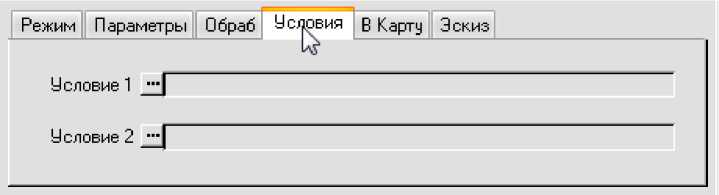 Режим Параметры Обраб Условия В Карту Эскиз
Условие 1 ...
Условие 2 ...